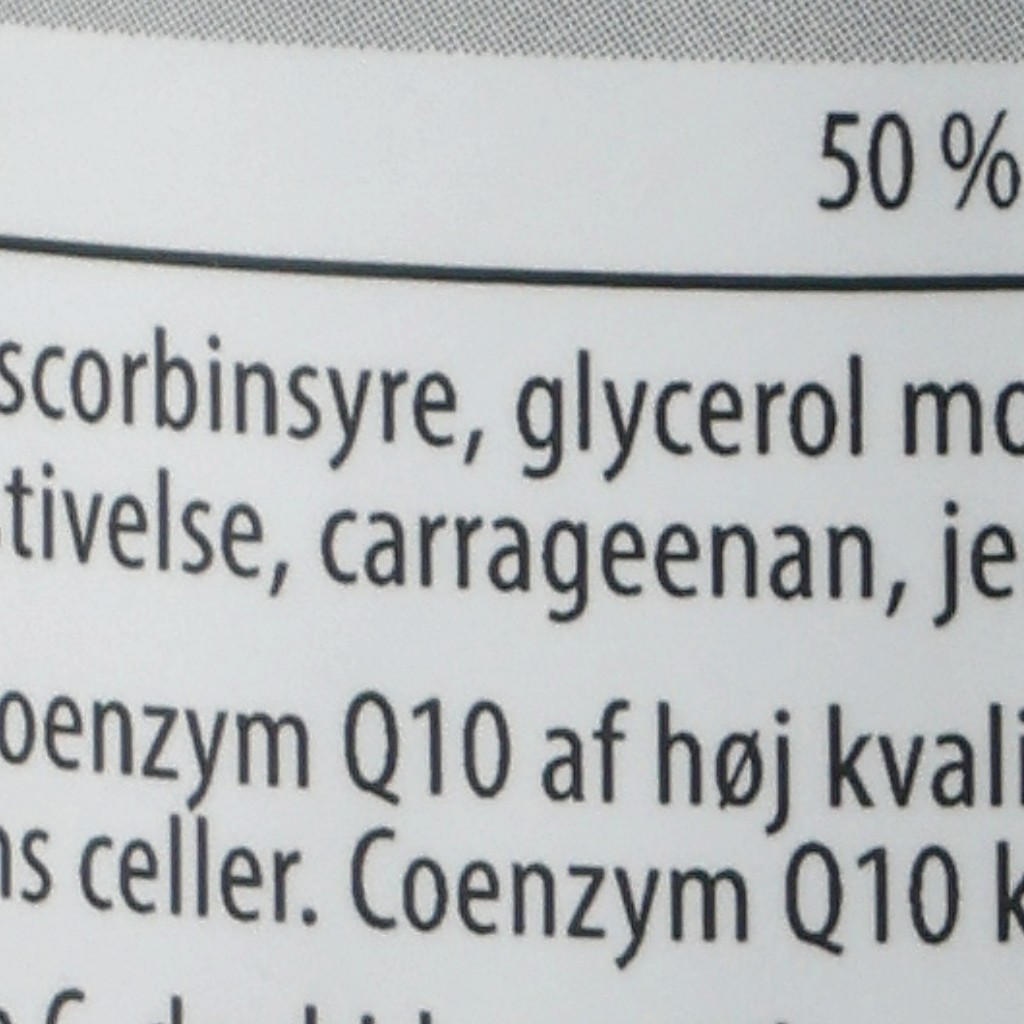 50 %
scorbinsyre, glycerol mo
tivelse, carrageenan, je
oenzym Q10 af høj kvali
ns celler. Coenzym Q10 k